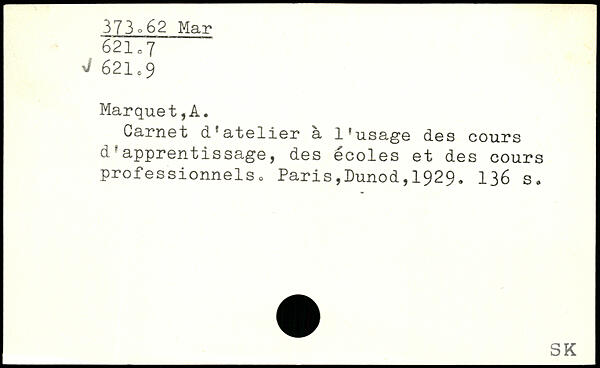 373.62 Mar
621.7
✓ 621.9
Marquet,A.
Carnet d'atelier à l'usage des cours
d'apprentissage, des écoles et des cours
professionnels. Paris,Dunod,1929. 136 s.
SK